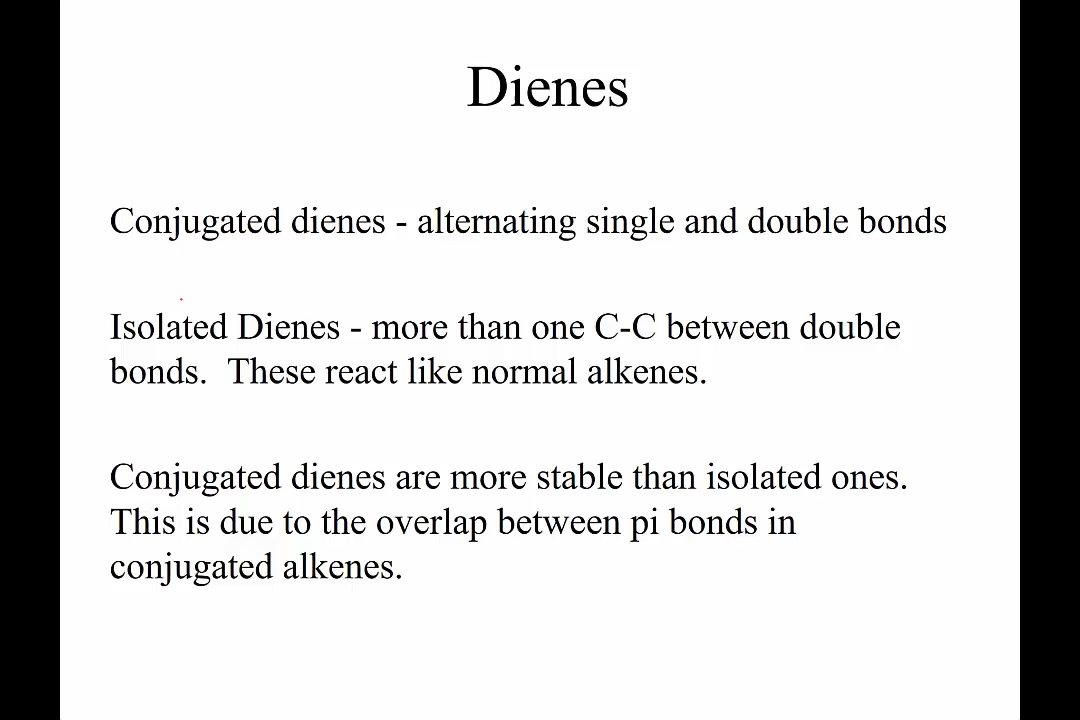 Dienes
Conjugated dienes - alternating single and double bonds
Isolated Dienes - more than one C-C between double
bonds.  These react like normal alkenes.
Conjugated dienes are more stable than isolated ones.
This is due to the overlap between pi bonds in
conjugated alkenes.